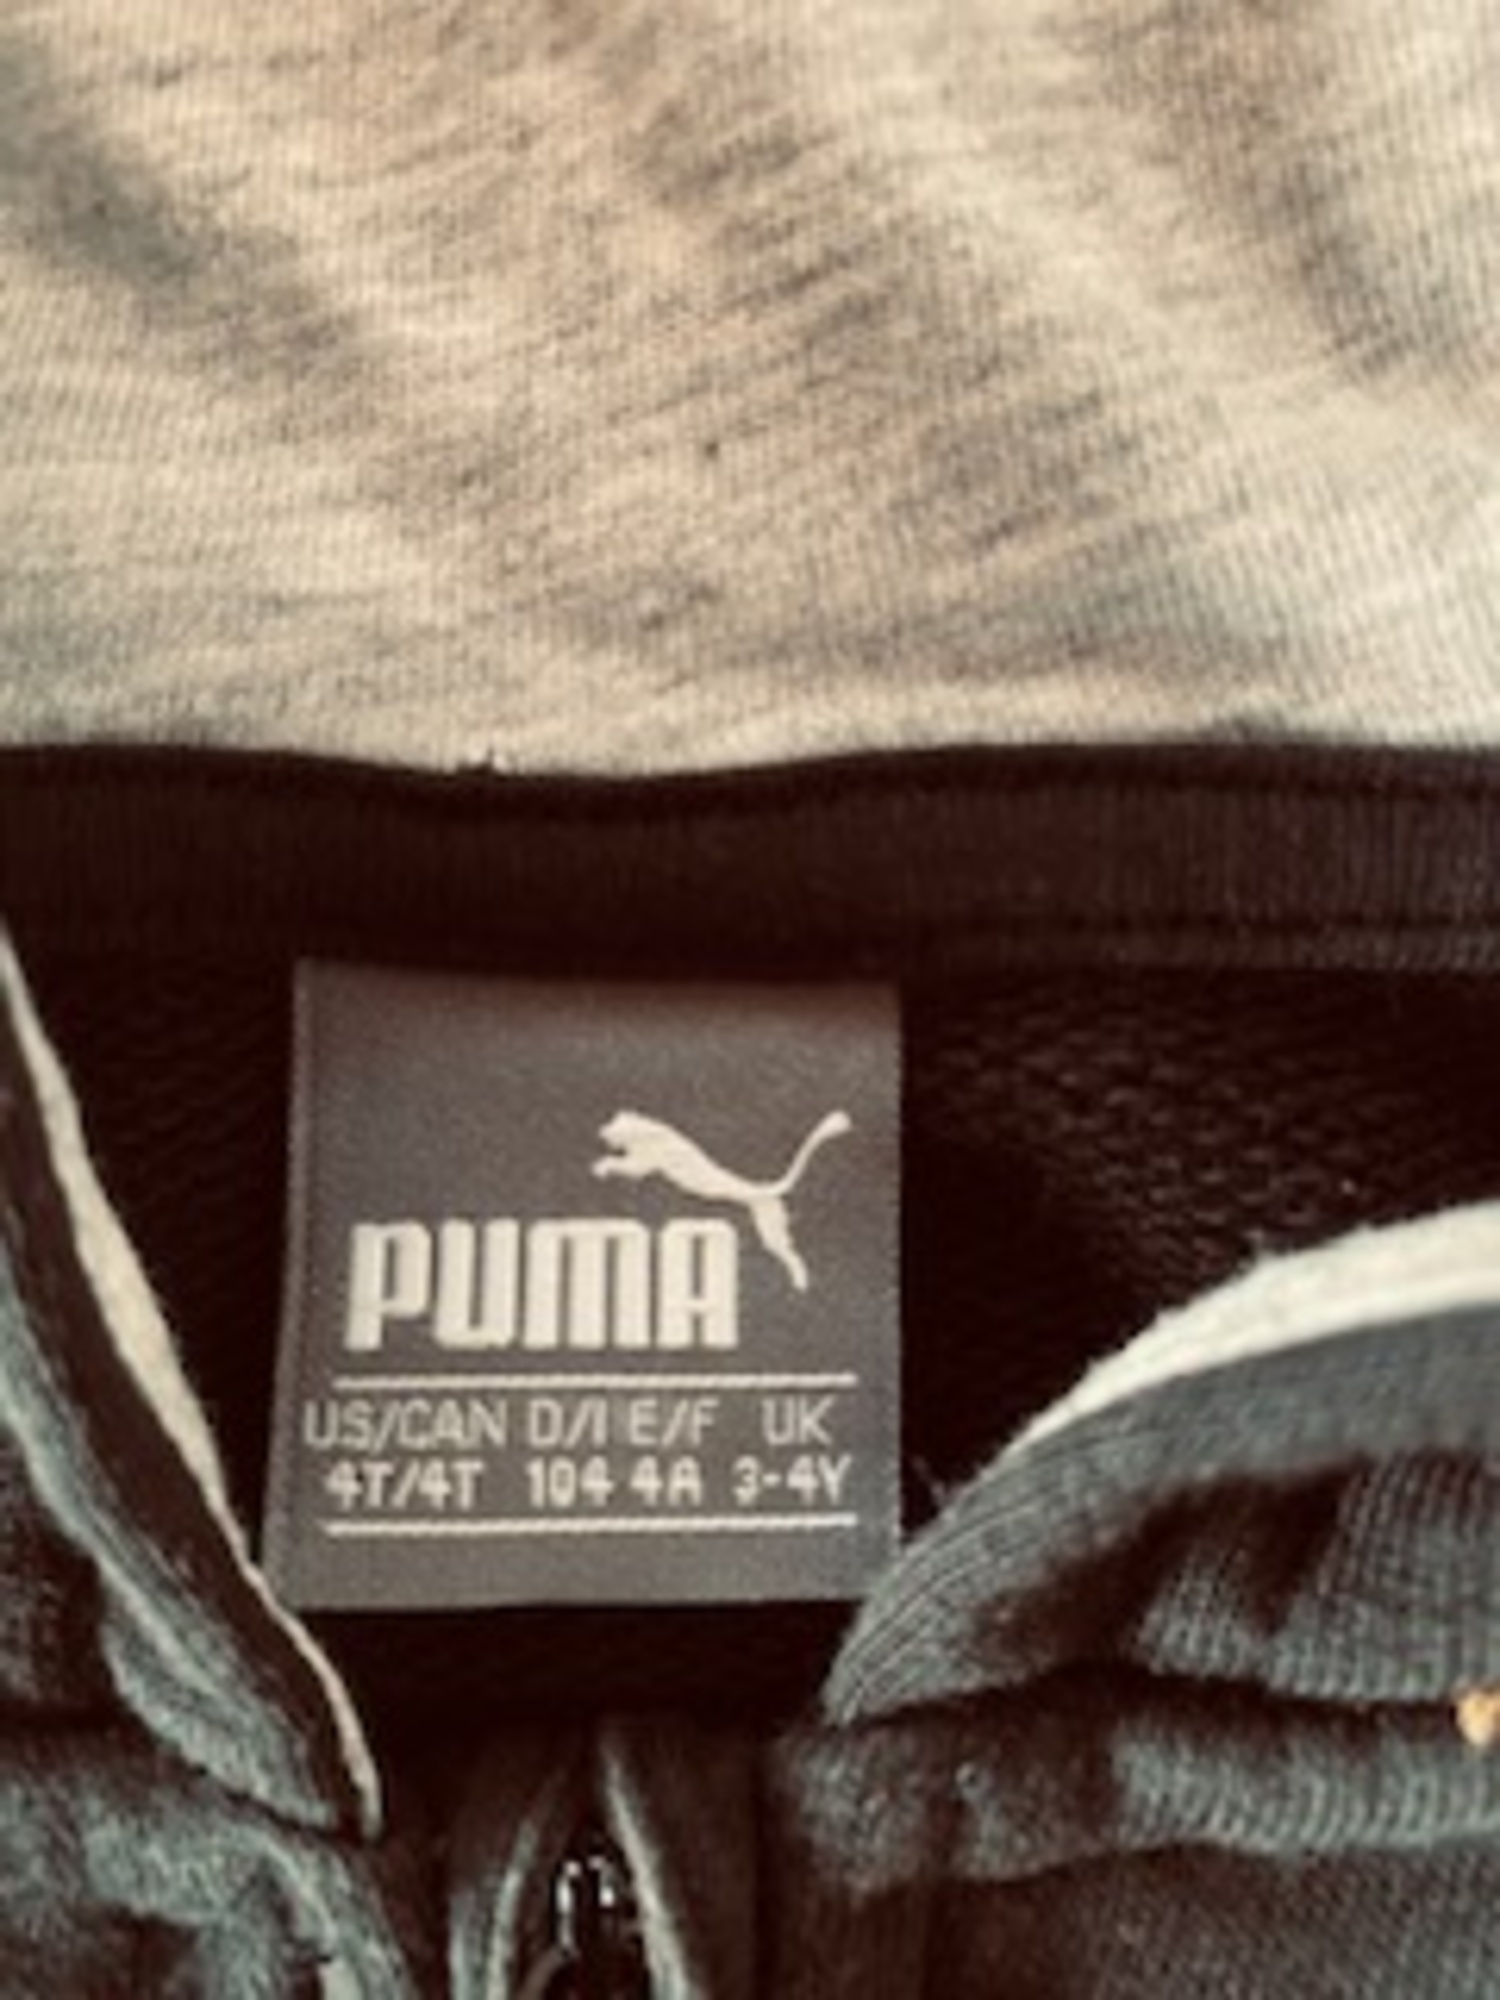 PUMA
US/CAN D/I E/F UK
4T/4T 104 4A 3-4Y